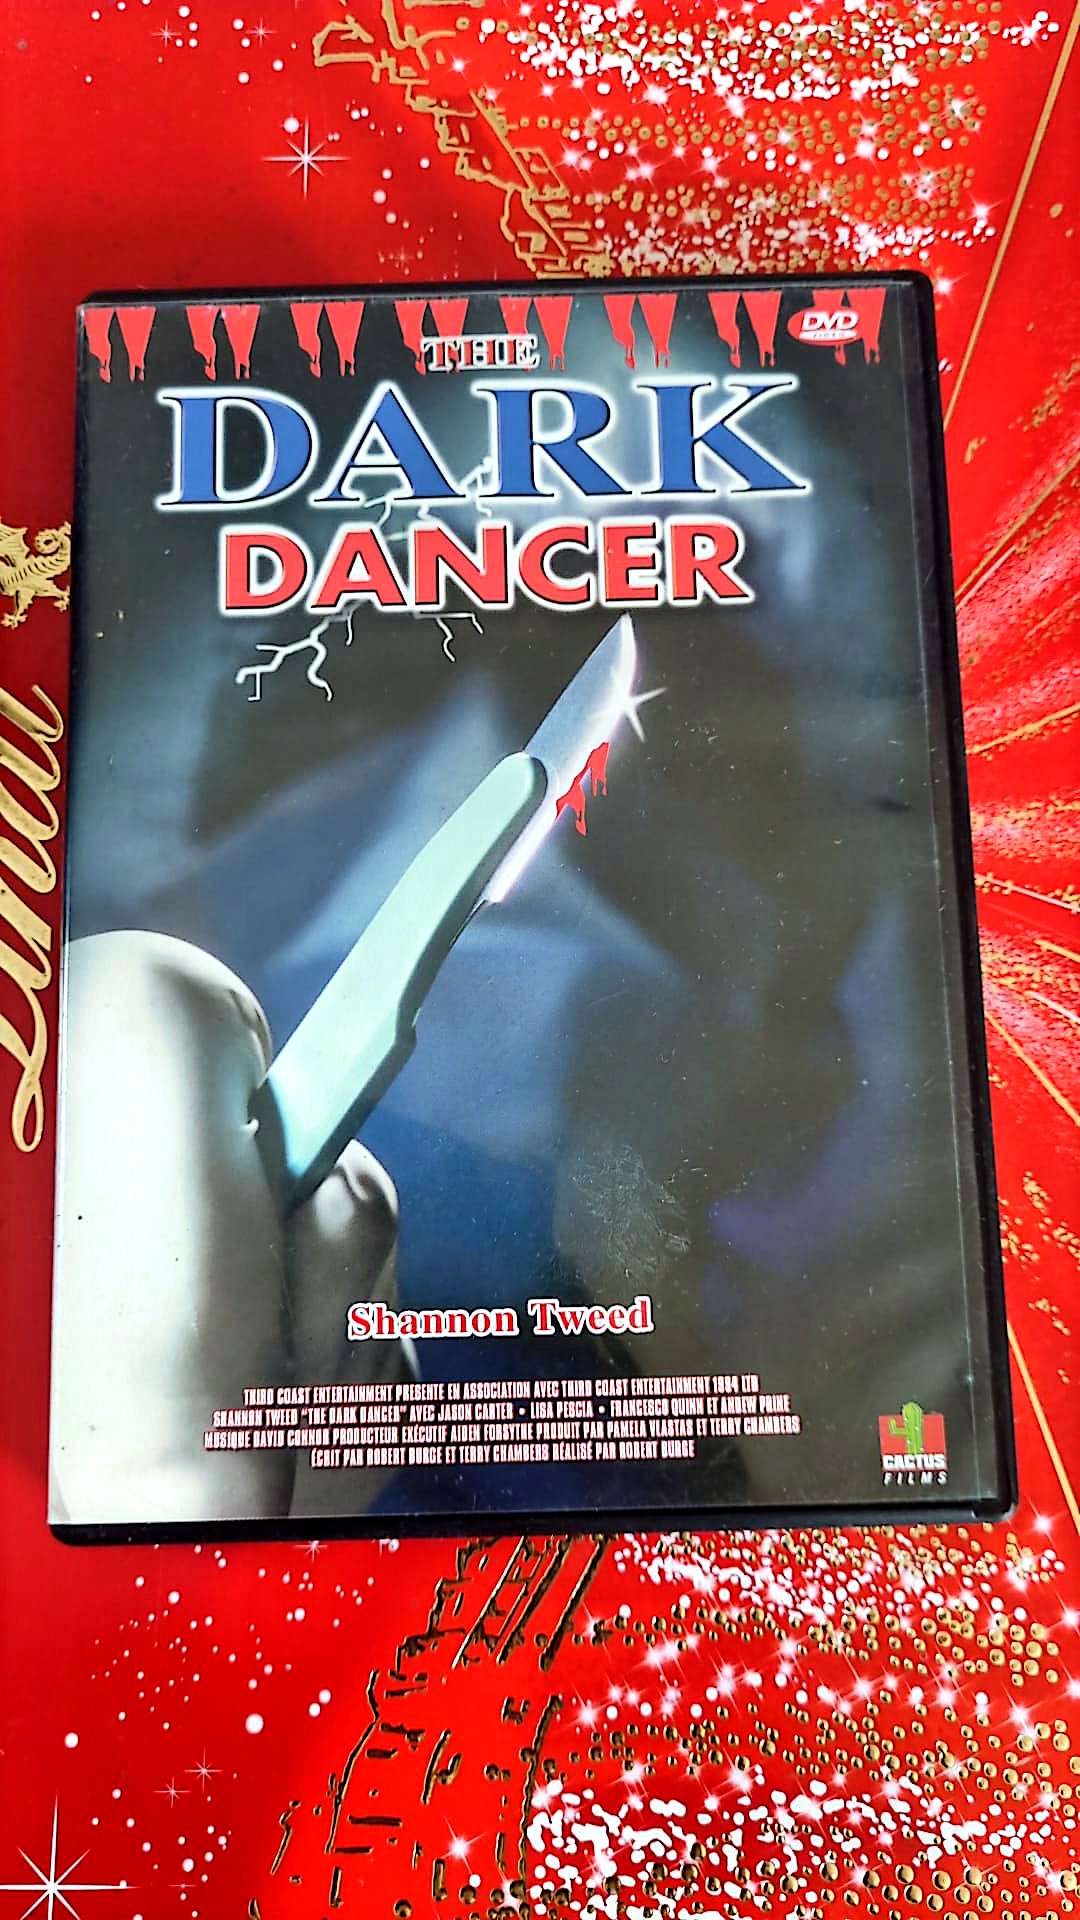 THE
DVD
VIDEO
DARK
DANCER
Lindt
Shannon Tweed
THIRD COAST ENTERTAINMENT PRESENTE EN ASSOCIATION AVEC THIRD COAST ENTERTAINMENT 1994 LTD
SHANNON TWEED "THE DARK DANCER" AVEC JASON CARTER • LISA PESCIA • FRANCESCO QUINN ET ANDREW PRINE
MUSIQUE DAVID CONNOR PRODUCTEUR EXÉCUTIF AIDEN FORSYTHE PRODUIT PAR PAMELA VLASTAS ET TERRY CHAMBERS
ÉCRIT PAR ROBERT BURGE ET TERRY CHAMBERS RÉALISÉ PAR ROBERT BURGE
CACTUS
FILMS